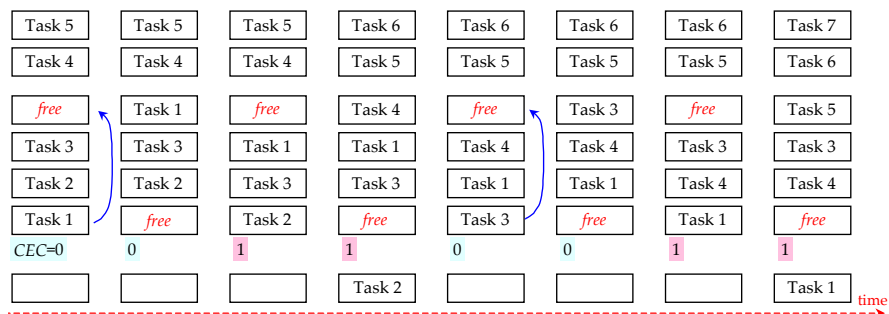 Task 5 Task 5 Task 5 Task 6 Task 6 Task 6 Task 6 Task 7
Task 4 Task 4 Task 4 Task 5 Task 5 Task 5 Task 5 Task 6
free Task 1 free Task 4 free Task 3 free Task 5
Task 3 Task 3 Task 1 Task 1 Task 4 Task 4 Task 3 Task 3
Task 2 Task 2 Task 3 Task 3 Task 1 Task 1 Task 4 Task 4
Task 1 free Task 2 free Task 3 free Task 1 free
CEC=0 0 1 1 0 0 1 1
Task 2 Task 1
time